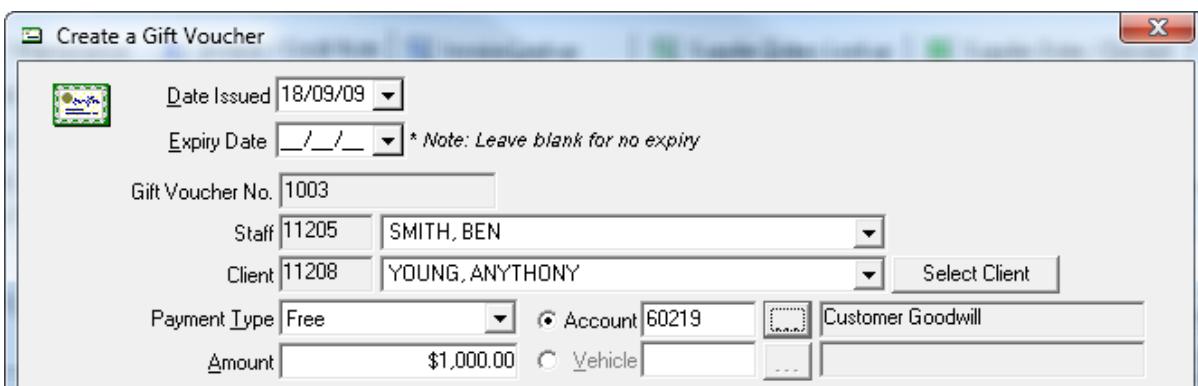 Create a Gift Voucher
Date Issued 18/09/09
Expiry Date __/__/__ * Note: Leave blank for no expiry
Gift Voucher No. 1003
Staff 11205 SMITH, BEN
Client 11208 YOUNG, ANYTHONY Select Client
Payment Type Free Account 60219 ... Customer Goodwill
Amount $1,000.00 Vehicle ...